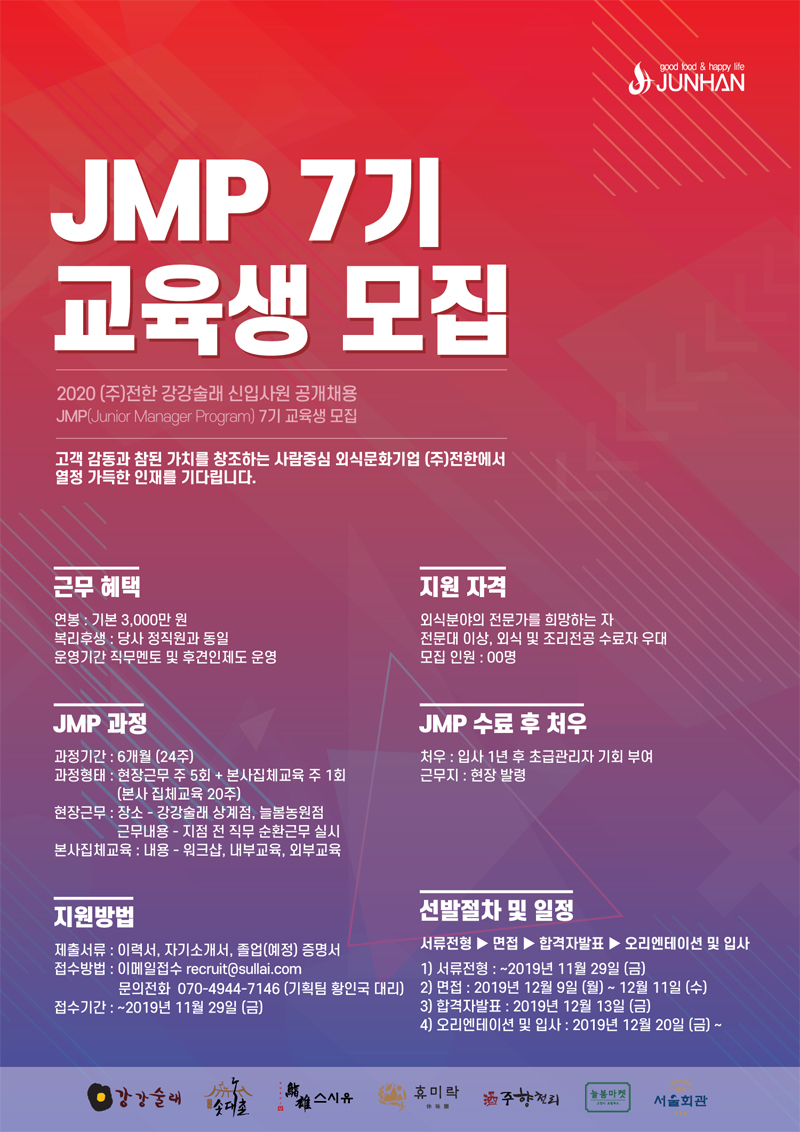 good food & happy life
JUNHAN
JMP 7기
교육생 모집
2020 (주)전한 강강술래 신입사원 공개채용
JMP(Junior Manager Program) 7기 교육생 모집
고객 감동과 참된 가치를 창조하는 사람중심 외식문화기업 (주)전한에서
열정 가득한 인재를 기다립니다.
근무 혜택
연봉 : 기본 3,000만 원
복리후생 : 당사 정직원과 동일
운영기간 직무멘토 및 후견인제도 운영
지원 자격
외식분야의 전문가를 희망하는 자
전문대 이상, 외식 및 조리전공 수료자 우대
모집 인원 : 00명
JMP 과정
과정기간 : 6개월 (24주)
과정형태 : 현장근무 주 5회 + 본사집체교육 주 1회
(본사 집체교육 20주)
현장근무 : 장소 - 강강술래 상계점, 늘봄농원점
근무내용 - 지점 전 직무 순환근무 실시
본사집체교육 : 내용 - 워크샵, 내부교육, 외부교육
JMP 수료 후 처우
처우 : 입사 1년 후 초급관리자 기회 부여
근무지 : 현장 발령
지원방법
제출서류 : 이력서, 자기소개서, 졸업(예정) 증명서
접수방법 : 이메일접수 recruit@sullai.com
문의전화 070-4944-7146 (기획팀 황인국 대리)
접수기간 : ~2019년 11월 29일 (금)
선발절차 및 일정
서류전형 ▶ 면접 ▶ 합격자발표 ▶ 오리엔테이션 및 입사
1) 서류전형 : ~2019년 11월 29일 (금)
2) 면접 : 2019년 12월 9일 (월) ~ 12월 11일 (수)
3) 합격자발표 : 2019년 12월 13일 (금)
4) 오리엔테이션 및 입사 : 2019년 12월 20일 (금) ~
강강술래
스시유
휴미락
주향천리
늘봄마켓
서울회관